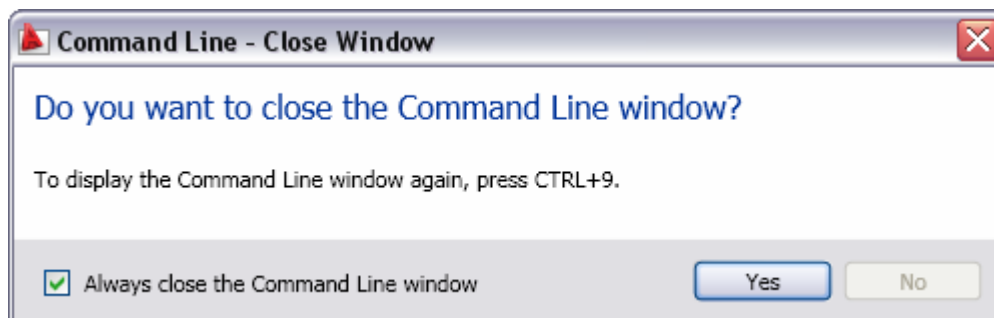 Command Line - Close Window
Do you want to close the Command Line window?
To display the Command Line window again, press CTRL+9.
Always close the Command Line window
Yes
No